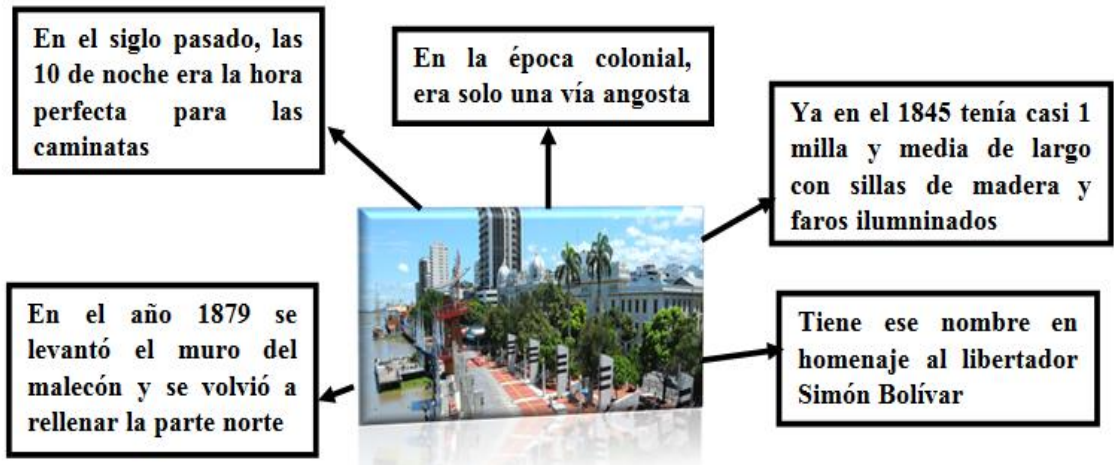 En el siglo pasado, las
10 de noche era la hora
perfecta para las
caminatas
En la época colonial,
era solo una vía angosta
Ya en el 1845 tenía casi 1
milla y media de largo
con sillas de madera y
faros ilumninados
En el año 1879 se
levantó el muro del
malecón y se volvió a
rellenar la parte norte
Tiene ese nombre en
homenaje al libertador
Simón Bolívar